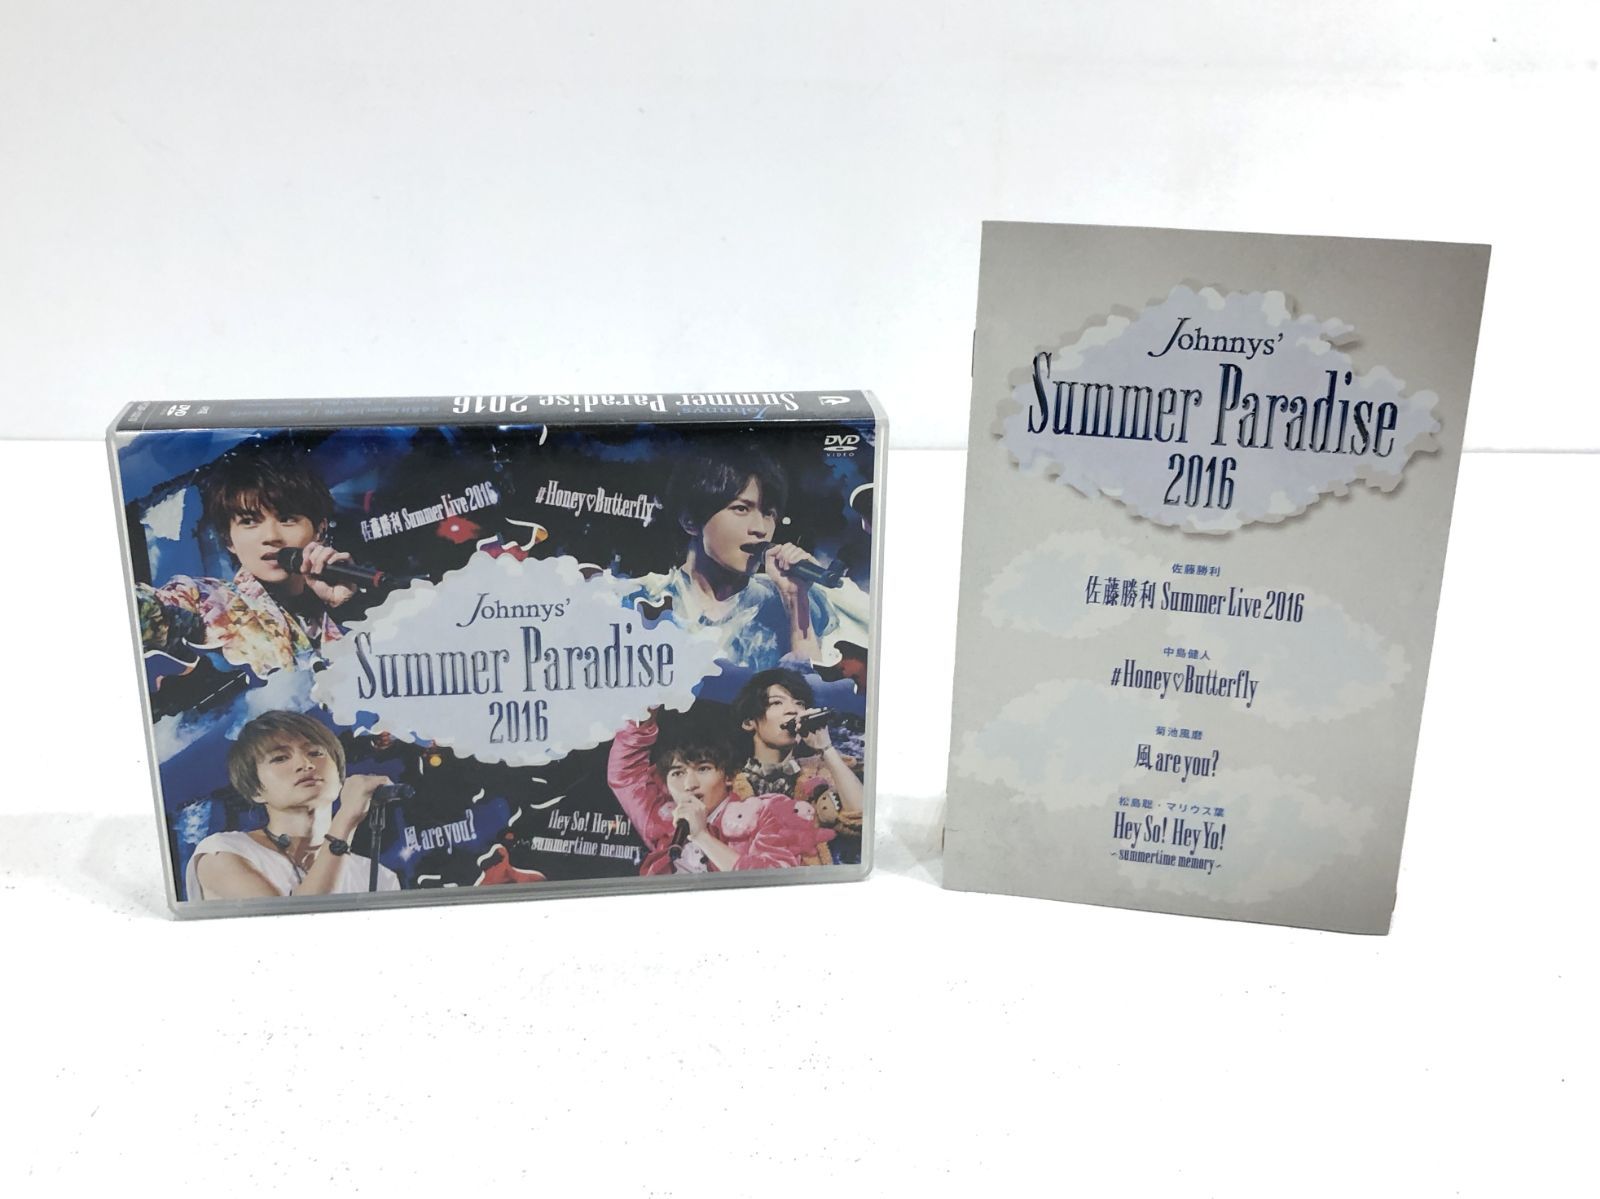 Johnnys'
Summer Paradise 2016
DVD
VIDEO
佐藤勝利 Summer Live 2016
#Honey♡Butterfly
Johnnys'
Summer Paradise
2016
風 are you?
Hey So! Hey Yo!
summertime memory
Johnnys'
Summer Paradise
2016
佐藤勝利
佐藤勝利 Summer Live 2016
中島健人
#Honey♡Butterfly
菊池風磨
風 are you?
松島聡・マリウス葉
Hey So! Hey Yo!
~summertime memory~